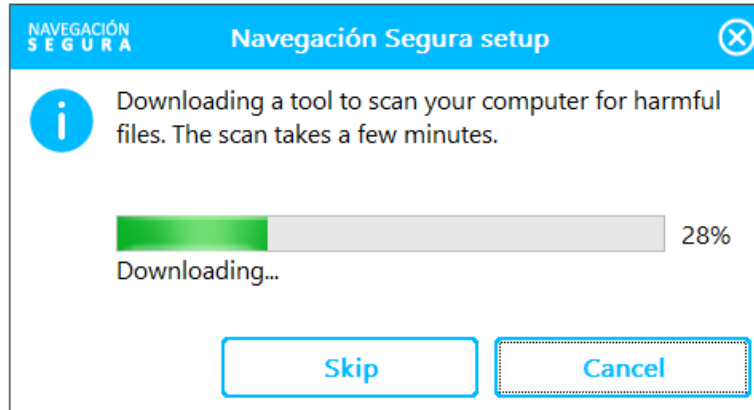 NAVEGACIÓN
SEGURA
Navegación Segura setup
Downloading a tool to scan your computer for harmful
files. The scan takes a few minutes.
28%
Downloading...
Skip
Cancel